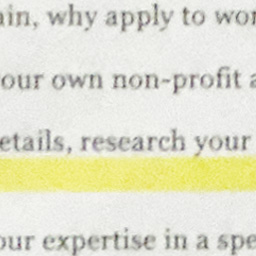 ain, why apply to wor
our own non-profit a
etails, research your
our expertise in a spe